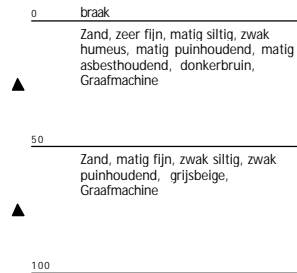 0 braak
Zand, zeer fijn, matig siltig, zwak
humeus, matig puinhoudend, matig
asbesthoudend, donkerbruin,
Graafmachine
50
Zand, matig fijn, zwak siltig, zwak
puinhoudend, grijsbeige,
Graafmachine
100